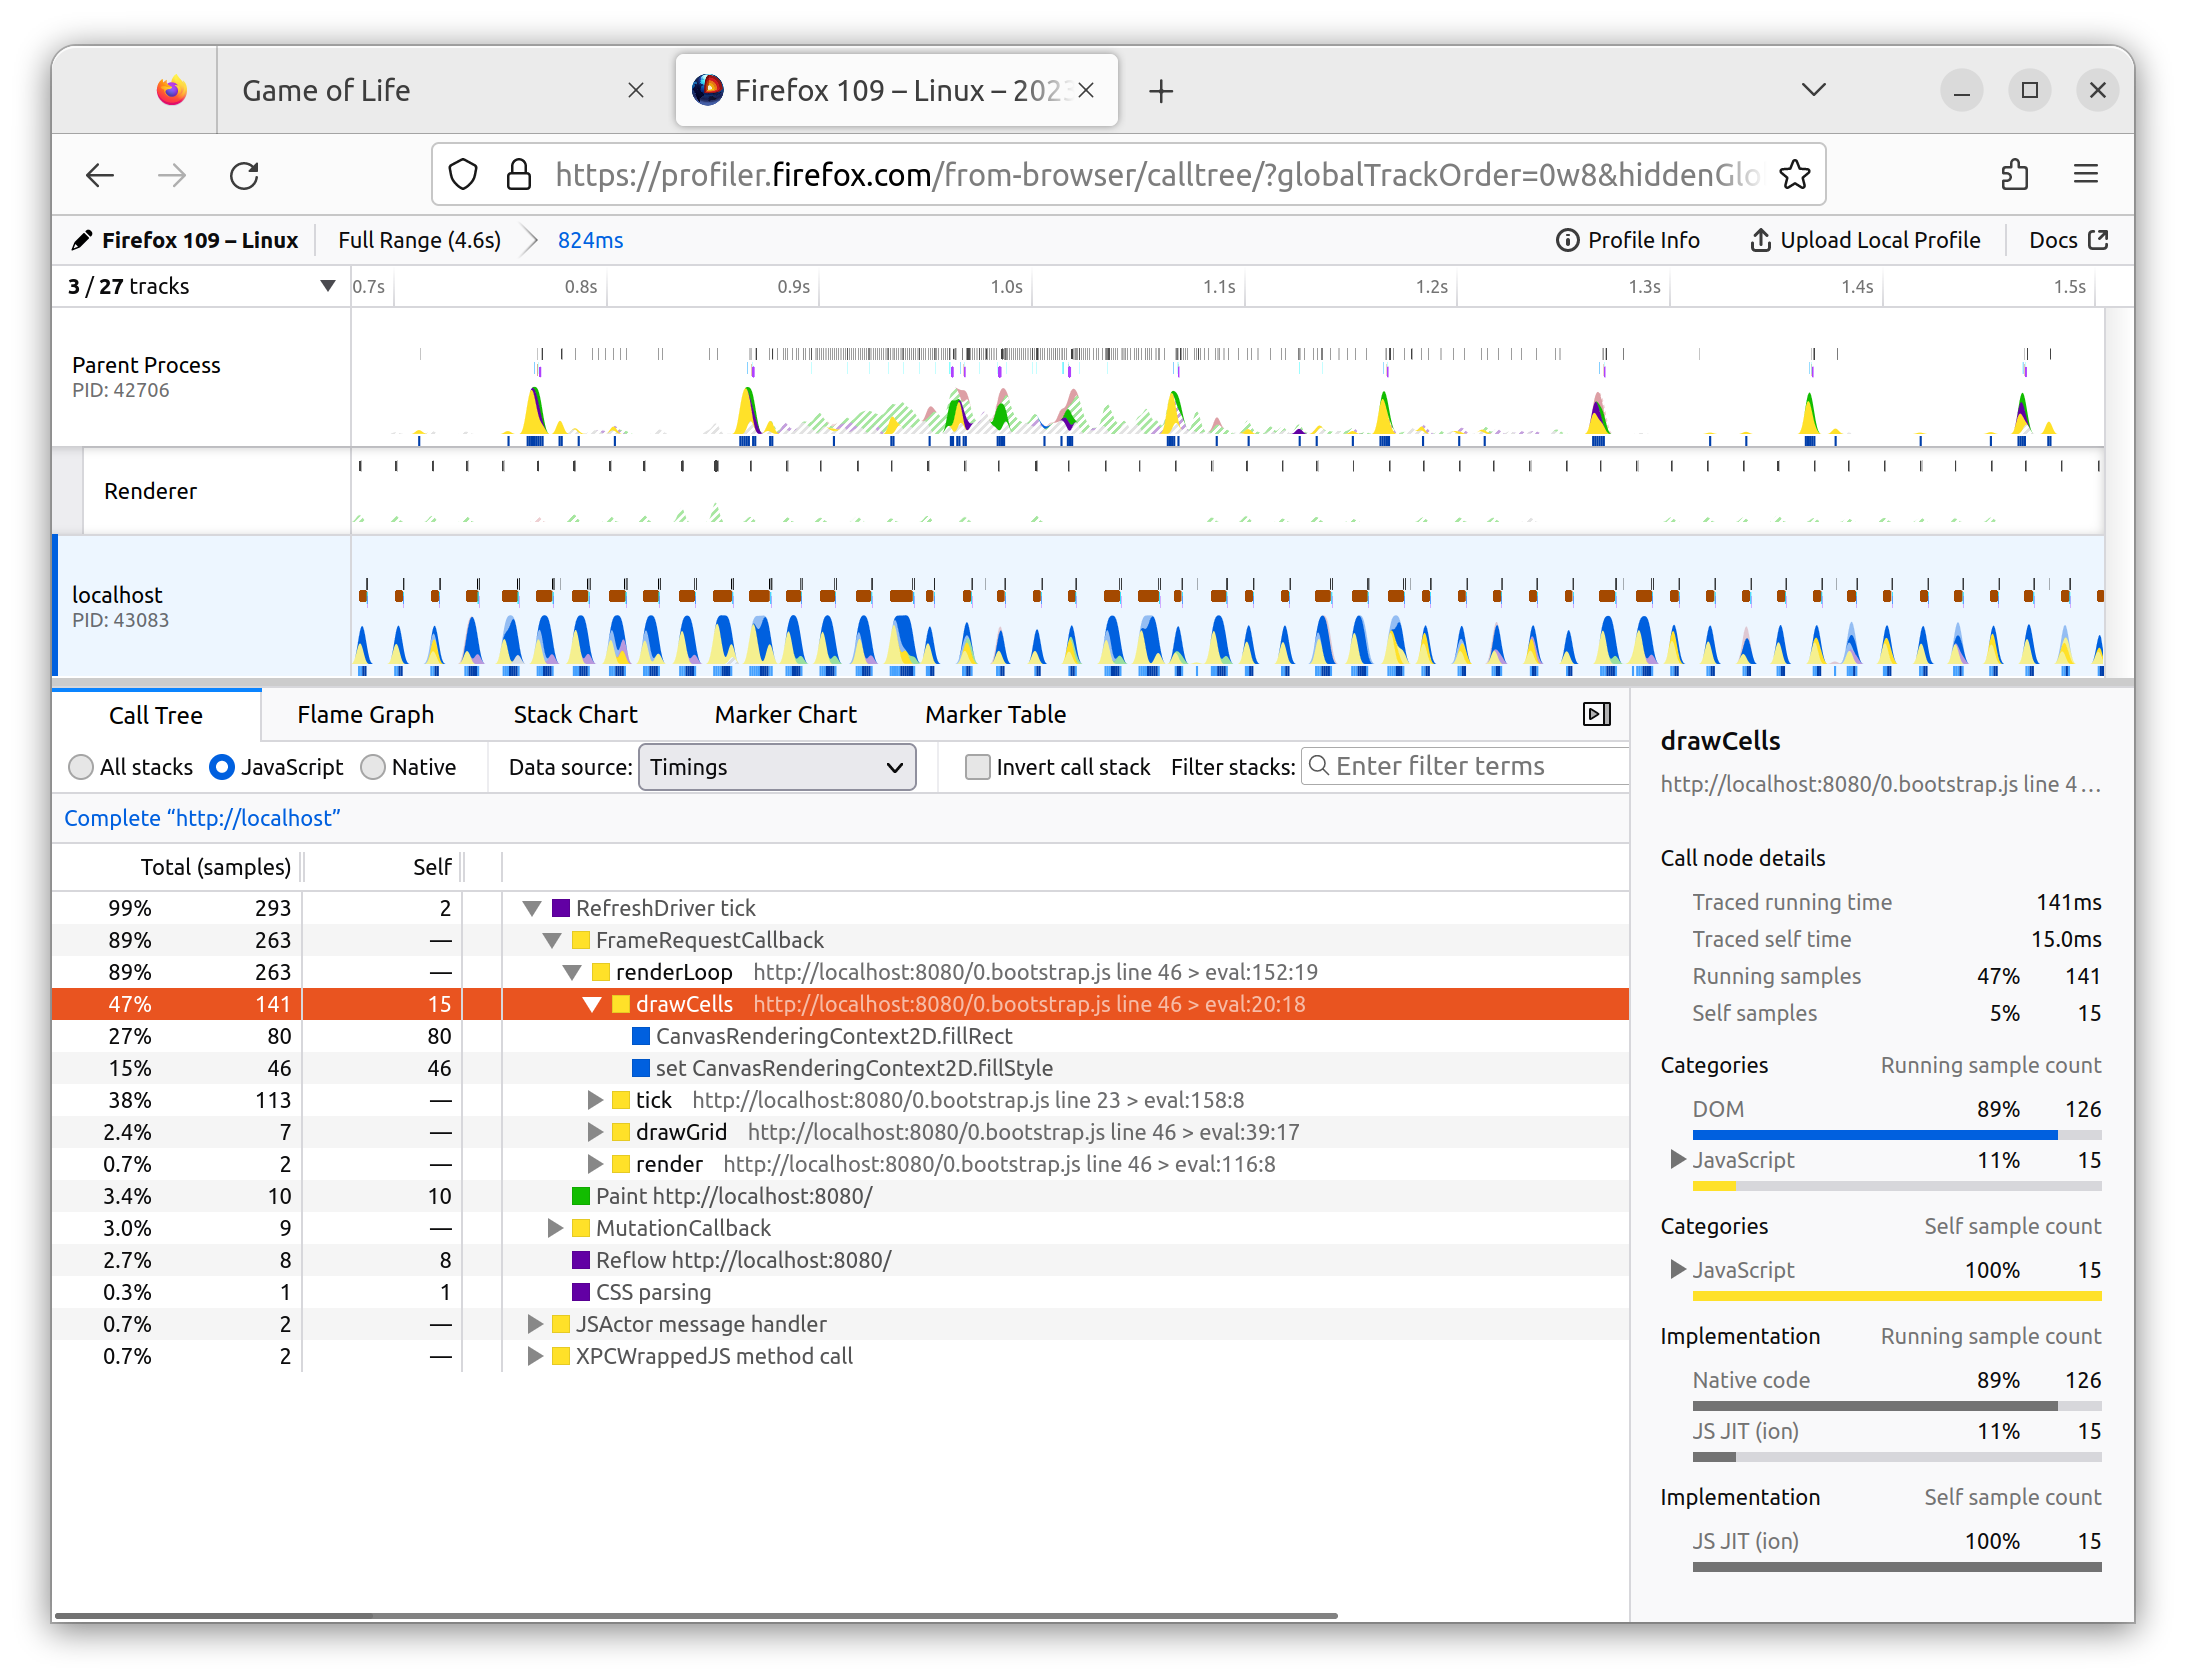 Game of Life
Firefox 109 – Linux – 2023
https://profiler.firefox.com/from-browser/calltree/?globalTrackOrder=0w8&hiddenGlo
Firefox 109 – Linux
Full Range (4.6s)
824ms
Profile Info
Upload Local Profile
Docs
3 / 27 tracks
0.7s 0.8s 0.9s 1.0s 1.1s 1.2s 1.3s 1.4s 1.5s
Parent Process
PID: 42706
Renderer
localhost
PID: 43083
Call Tree Flame Graph Stack Chart Marker Chart Marker Table
All stacks JavaScript Native Data source: Timings Invert call stack Filter stacks: Enter filter terms
Complete “http://localhost”
Total (samples) Self
99% 293 2 RefreshDriver tick
89% 263 — FrameRequestCallback
89% 263 — renderLoop http://localhost:8080/0.bootstrap.js line 46 > eval:152:19
47% 141 15 drawCells http://localhost:8080/0.bootstrap.js line 46 > eval:20:18
27% 80 80 CanvasRenderingContext2D.fillRect
15% 46 46 set CanvasRenderingContext2D.fillStyle
38% 113 — tick http://localhost:8080/0.bootstrap.js line 23 > eval:158:8
2.4% 7 — drawGrid http://localhost:8080/0.bootstrap.js line 46 > eval:39:17
0.7% 2 — render http://localhost:8080/0.bootstrap.js line 46 > eval:116:8
3.4% 10 10 Paint http://localhost:8080/
3.0% 9 — MutationCallback
2.7% 8 8 Reflow http://localhost:8080/
0.3% 1 1 CSS parsing
0.7% 2 — JSActor message handler
0.7% 2 — XPCWrappedJS method call
drawCells
http://localhost:8080/0.bootstrap.js line 4…
Call node details
Traced running time 141ms
Traced self time 15.0ms
Running samples 47% 141
Self samples 5% 15
Categories Running sample count
DOM 89% 126
JavaScript 11% 15
Categories Self sample count
JavaScript 100% 15
Implementation Running sample count
Native code 89% 126
JS JIT (ion) 11% 15
Implementation Self sample count
JS JIT (ion) 100% 15